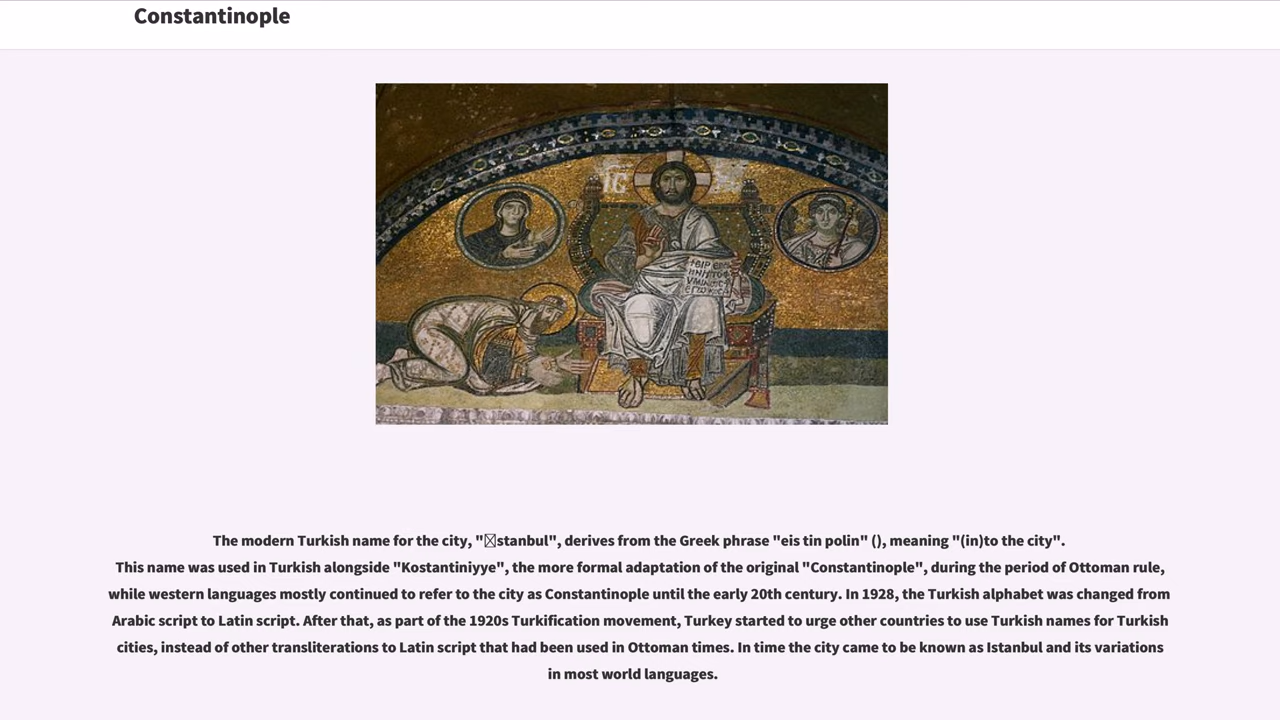 Constantinople
IC
+ΕΙΡΕ
The modern Turkish name for the city, "□stanbul", derives from the Greek phrase "eis tin polin" (), meaning "(in)to the city".
This name was used in Turkish alongside "Kostantiniyye", the more formal adaptation of the original "Constantinople", during the period of Ottoman rule,
while western languages mostly continued to refer to the city as Constantinople until the early 20th century. In 1928, the Turkish alphabet was changed from
Arabic script to Latin script. After that, as part of the 1920s Turkification movement, Turkey started to urge other countries to use Turkish names for Turkish
cities, instead of other transliterations to Latin script that had been used in Ottoman times. In time the city came to be known as Istanbul and its variations
in most world languages.